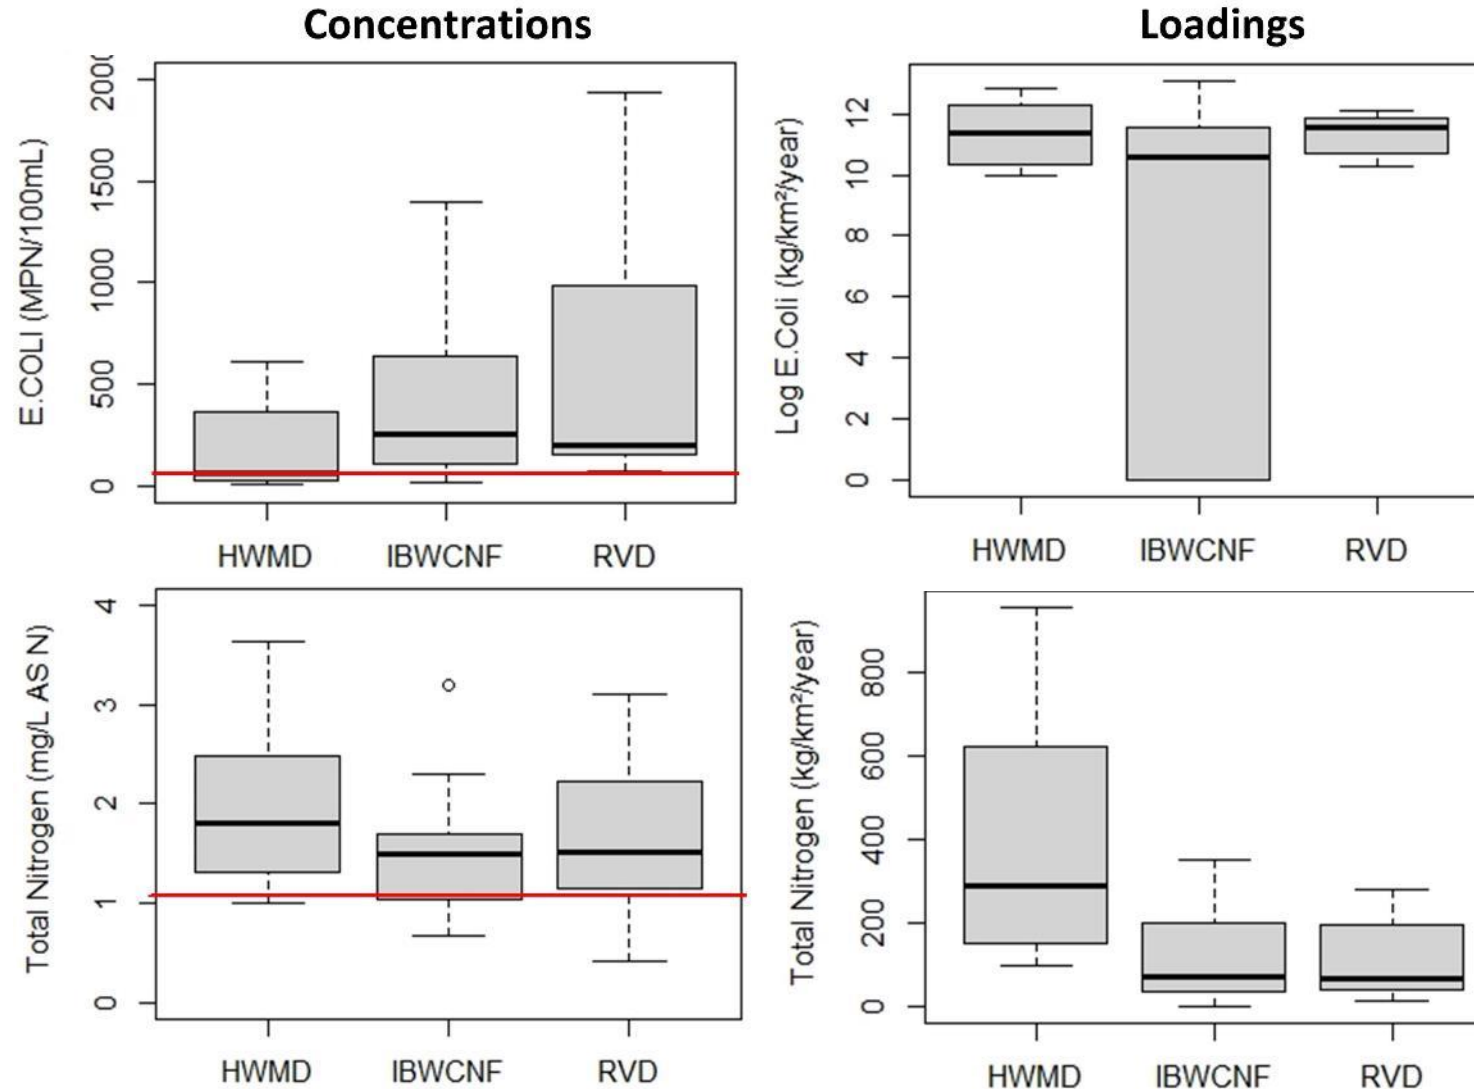 Concentrations
Loadings
E.COLI (MPN/100mL)
2000
1500
1000
500
0
HWMD IBWCNF RVD
Log E.Coli (kg/km²/year)
12
10
8
6
4
2
0
HWMD IBWCNF RVD
Total Nitrogen (mg/L AS N)
4
3
2
1
0
HWMD IBWCNF RVD
Total Nitrogen (kg/km²/year)
800
600
400
200
0
HWMD IBWCNF RVD